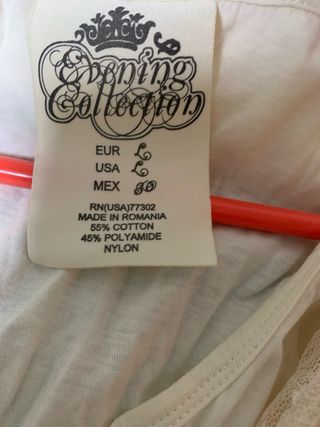 Evening
Collection
EUR L
USA L
MEX 30
RN(USA)77302
MADE IN ROMANIA
55% COTTON
45% POLYAMIDE
NYLON